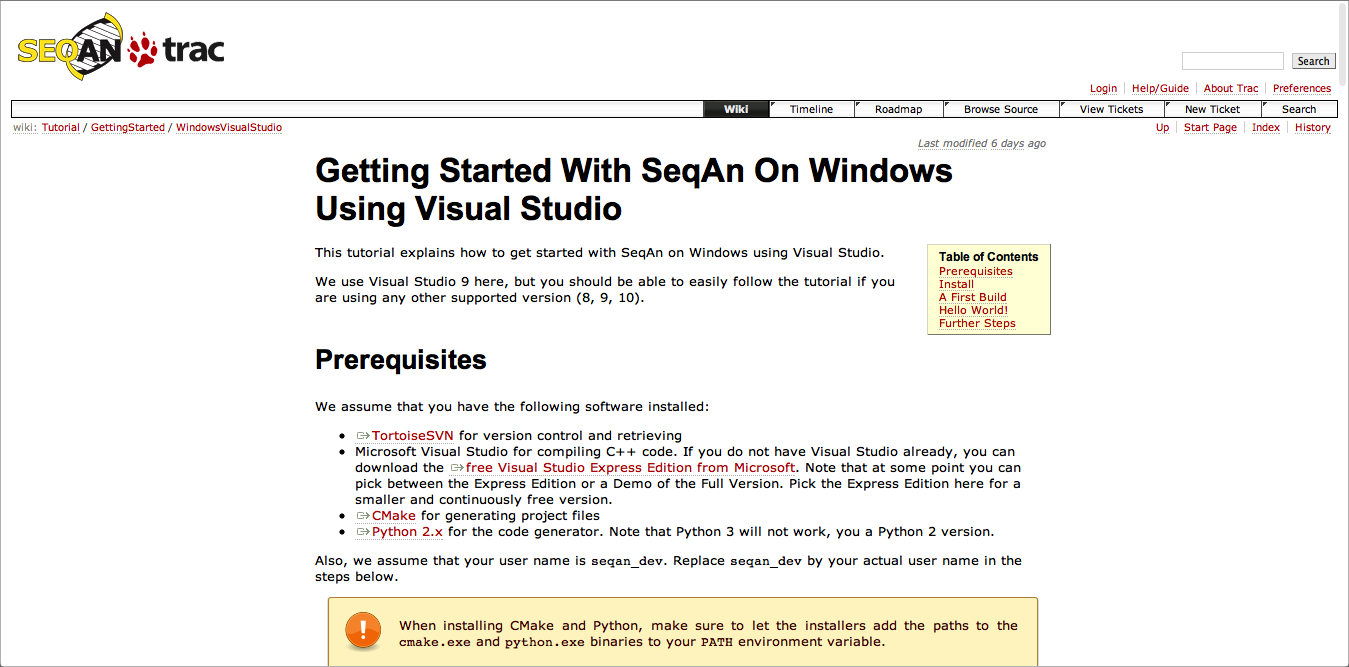 SEQAN trac
Search
Login Help/Guide About Trac Preferences
Wiki Timeline Roadmap Browse Source View Tickets New Ticket Search
wiki: Tutorial / GettingStarted / WindowsVisualStudio
Up Start Page Index History
Last modified 6 days ago
Getting Started With SeqAn On Windows
Using Visual Studio
This tutorial explains how to get started with SeqAn on Windows using Visual Studio.
We use Visual Studio 9 here, but you should be able to easily follow the tutorial if you
are using any other supported version (8, 9, 10).
Table of Contents
Prerequisites
Install
A First Build
Hello World!
Further Steps
Prerequisites
We assume that you have the following software installed:
TortoiseSVN for version control and retrieving
Microsoft Visual Studio for compiling C++ code. If you do not have Visual Studio already, you can
download the free Visual Studio Express Edition from Microsoft. Note that at some point you can
pick between the Express Edition or a Demo of the Full Version. Pick the Express Edition here for a
smaller and continuously free version.
CMake for generating project files
Python 2.x for the code generator. Note that Python 3 will not work, you a Python 2 version.
Also, we assume that your user name is seqan_dev. Replace seqan_dev by your actual user name in the
steps below.
When installing CMake and Python, make sure to let the installers add the paths to the
cmake.exe and python.exe binaries to your PATH environment variable.